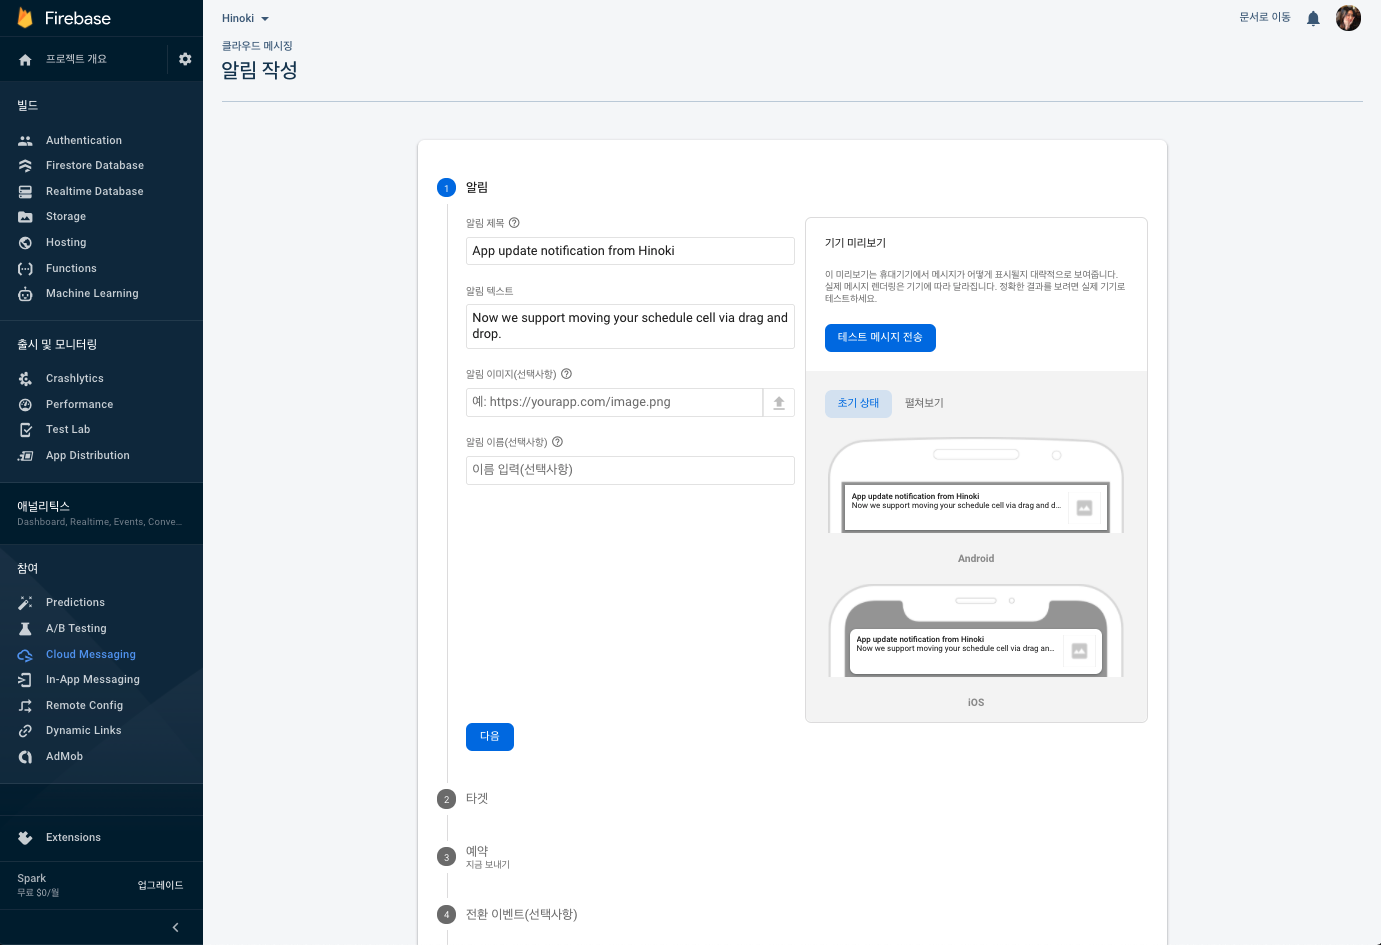 Firebase
프로젝트 개요
빌드
Authentication
Firestore Database
Realtime Database
Storage
Hosting
Functions
Machine Learning
출시 및 모니터링
Crashlytics
Performance
Test Lab
App Distribution
애널리틱스
Dashboard, Realtime, Events, Conve...
참여
Predictions
A/B Testing
Cloud Messaging
In-App Messaging
Remote Config
Dynamic Links
AdMob
Extensions
Spark
무료 $0/월
업그레이드
Hinoki
문서로 이동
클라우드 메시징
알림 작성
1 알림
알림 제목
App update notification from Hinoki
알림 텍스트
Now we support moving your schedule cell via drag and
drop.
알림 이미지(선택사항)
예: https://yourapp.com/image.png
알림 이름(선택사항)
이름 입력(선택사항)
다음
기기 미리보기
이 미리보기는 휴대기기에서 메시지가 어떻게 표시될지 대략적으로 보여줍니다.
실제 메시지 렌더링은 기기에 따라 달라집니다. 정확한 결과를 보려면 실제 기기로
테스트하세요.
테스트 메시지 전송
초기 상태
펼쳐보기
App update notification from Hinoki
Now we support moving your schedule cell via drag and d...
Android
App update notification from Hinoki
Now we support moving your schedule cell via drag an...
iOS
2 타겟
3 예약
지금 보내기
4 전환 이벤트(선택사항)